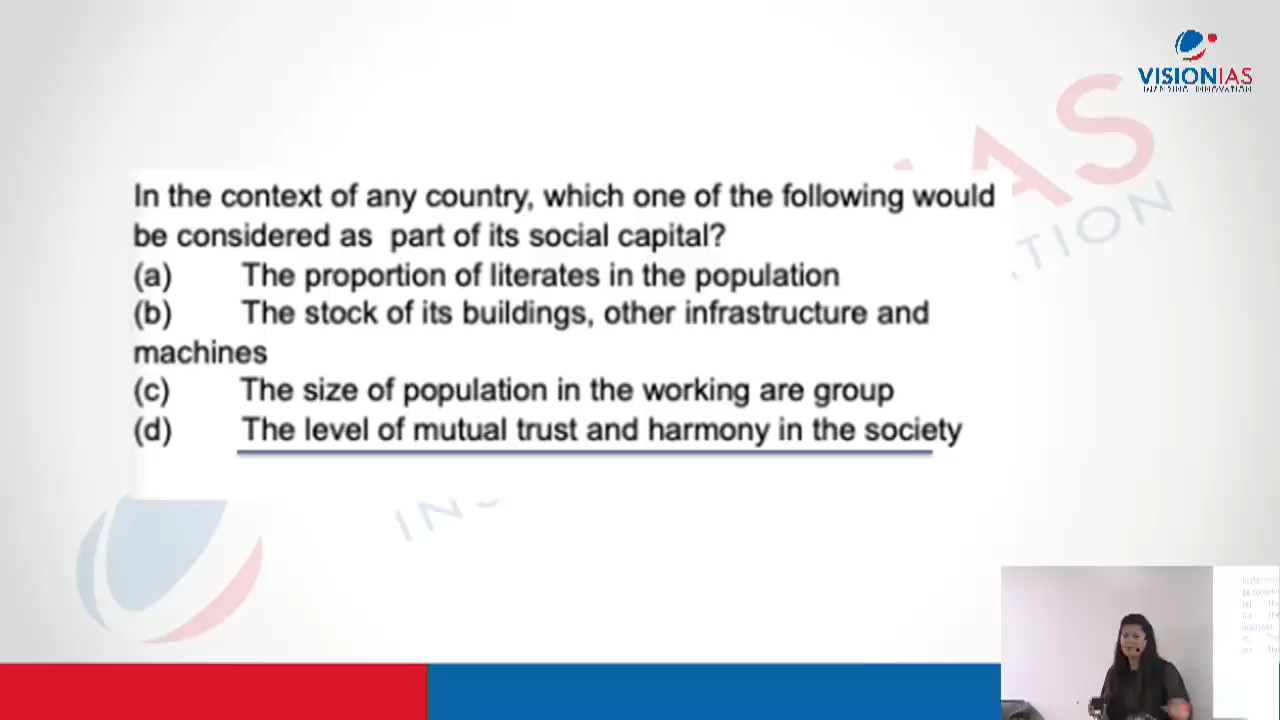 VISIONIAS
INSPIRING INNOVATION
In the context of any country, which one of the following would
be considered as part of its social capital?
(a) The proportion of literates in the population
(b) The stock of its buildings, other infrastructure and
machines
(c) The size of population in the working are group
(d) The level of mutual trust and harmony in the society